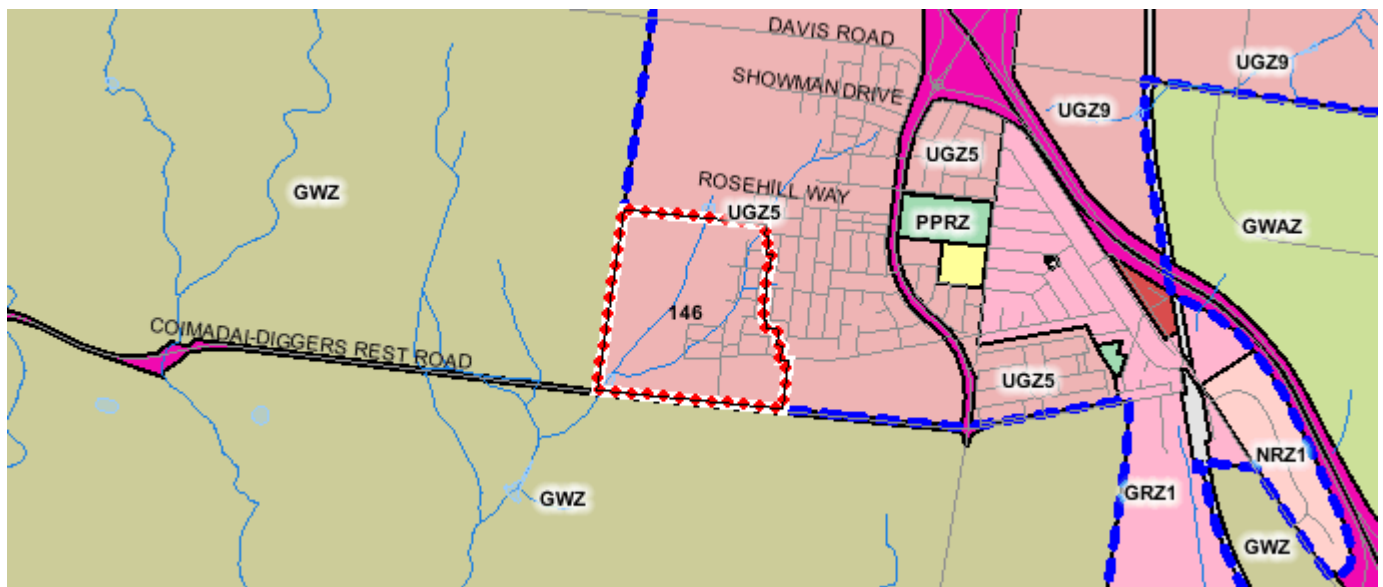 DAVIS ROAD
UGZ9
SHOWMAN DRIVE
UGZ9
UGZ5
GWZ
ROSEHILL WAY
UGZ5
PPRZ
GWAZ
146
COIMADAI-DIGGERS REST ROAD
UGZ5
NRZ1
GWZ
GRZ1
GWZ